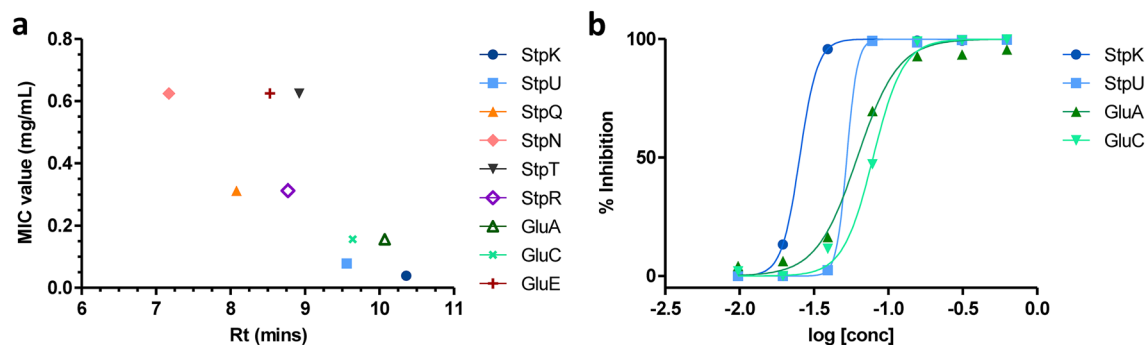 a
MIC value (mg/mL)
0.8
0.6
0.4
0.2
0.0
6 7 8 9 10 11
Rt (mins)
StpK
StpU
StpQ
StpN
StpT
StpR
GluA
GluC
GluE
b
% Inhibition
100
50
0
-2.5 -2.0 -1.5 -1.0 -0.5 0.0
log [conc]
StpK
StpU
GluA
GluC